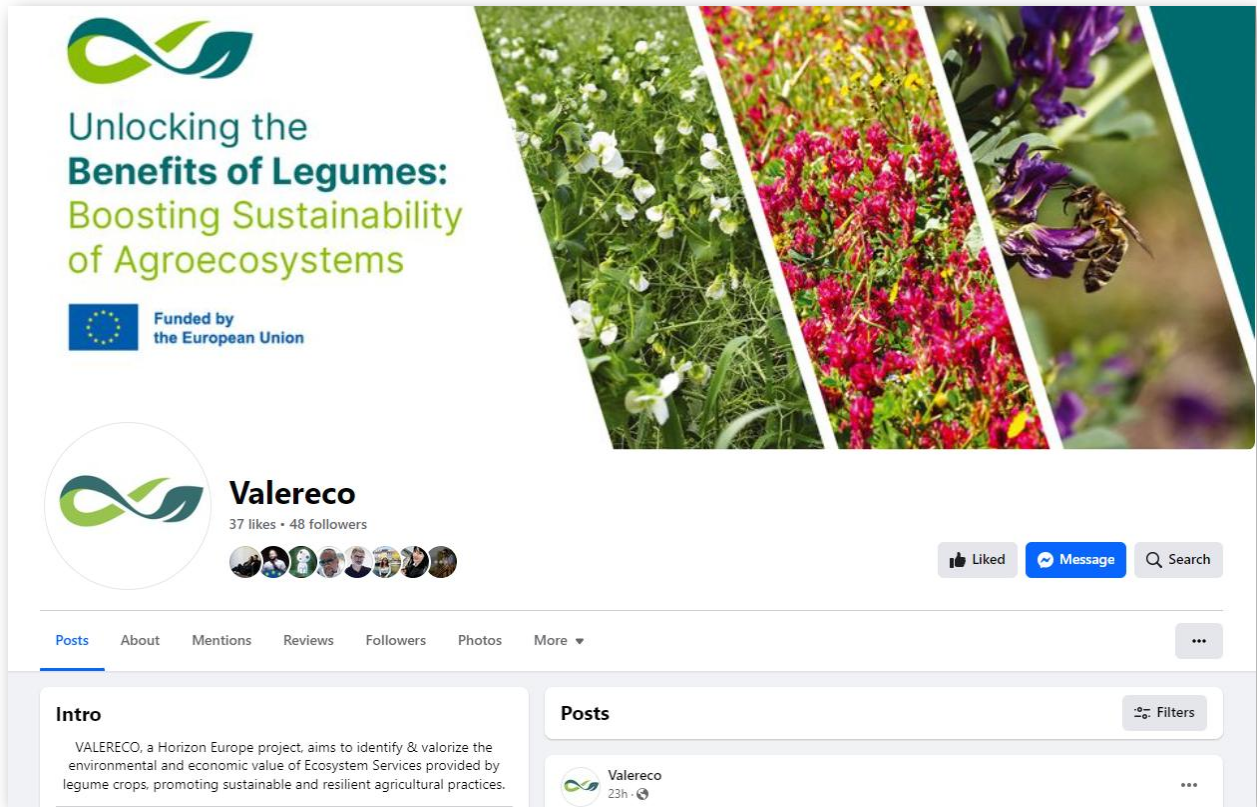 Unlocking the
Benefits of Legumes:
Boosting Sustainability
of Agroecosystems
Funded by
the European Union
Valereco
37 likes • 48 followers
Liked
Message
Search
Posts
About
Mentions
Reviews
Followers
Photos
More
Intro
VALERECO, a Horizon Europe project, aims to identify & valorize the
environmental and economic value of Ecosystem Services provided by
legume crops, promoting sustainable and resilient agricultural practices.
Posts
Filters
Valereco
23h ·